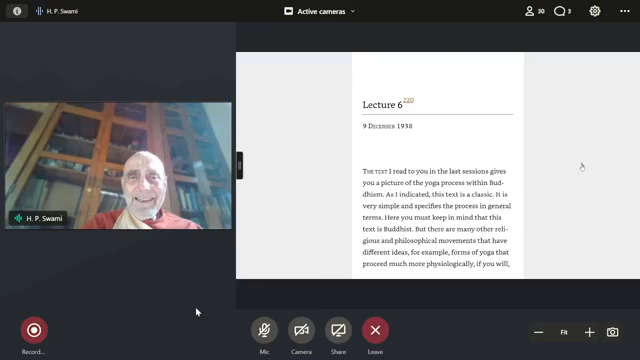 H. P. Swami
Active cameras
30
3
Lecture 6220
9 DECEMBER 1938
THE TEXT I read to you in the last sessions gives
you a picture of the yoga process within Bud-
dhism. As I indicated, this text is a classic. It is
very simple and specifies the process in general
terms. Here you must keep in mind that this
text is Buddhist. But there are many other reli-
gious and philosophical movements that have
different ideas, for example, forms of yoga that
proceed much more physiologically, if you will,
H. P. Swami
Record...
Mic
Camera
Share
Leave
Fit